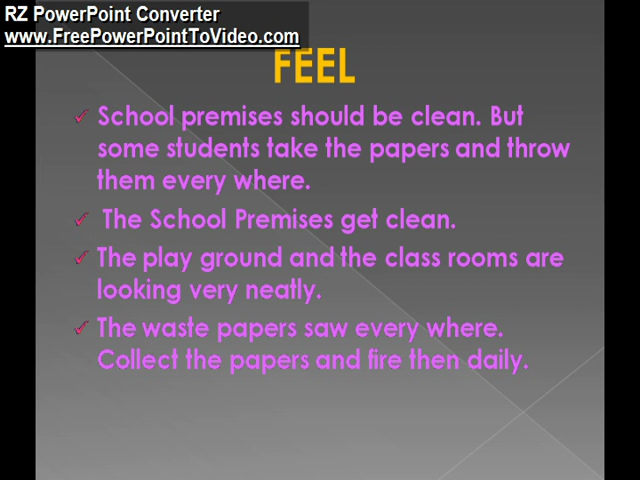 RZ PowerPoint Converter
www.FreePowerPointToVideo.com
FEEL
School premises should be clean. But
some students take the papers and throw
them every where.
The School Premises get clean.
The play ground and the class rooms are
looking very neatly.
The waste papers saw every where.
Collect the papers and fire then daily.